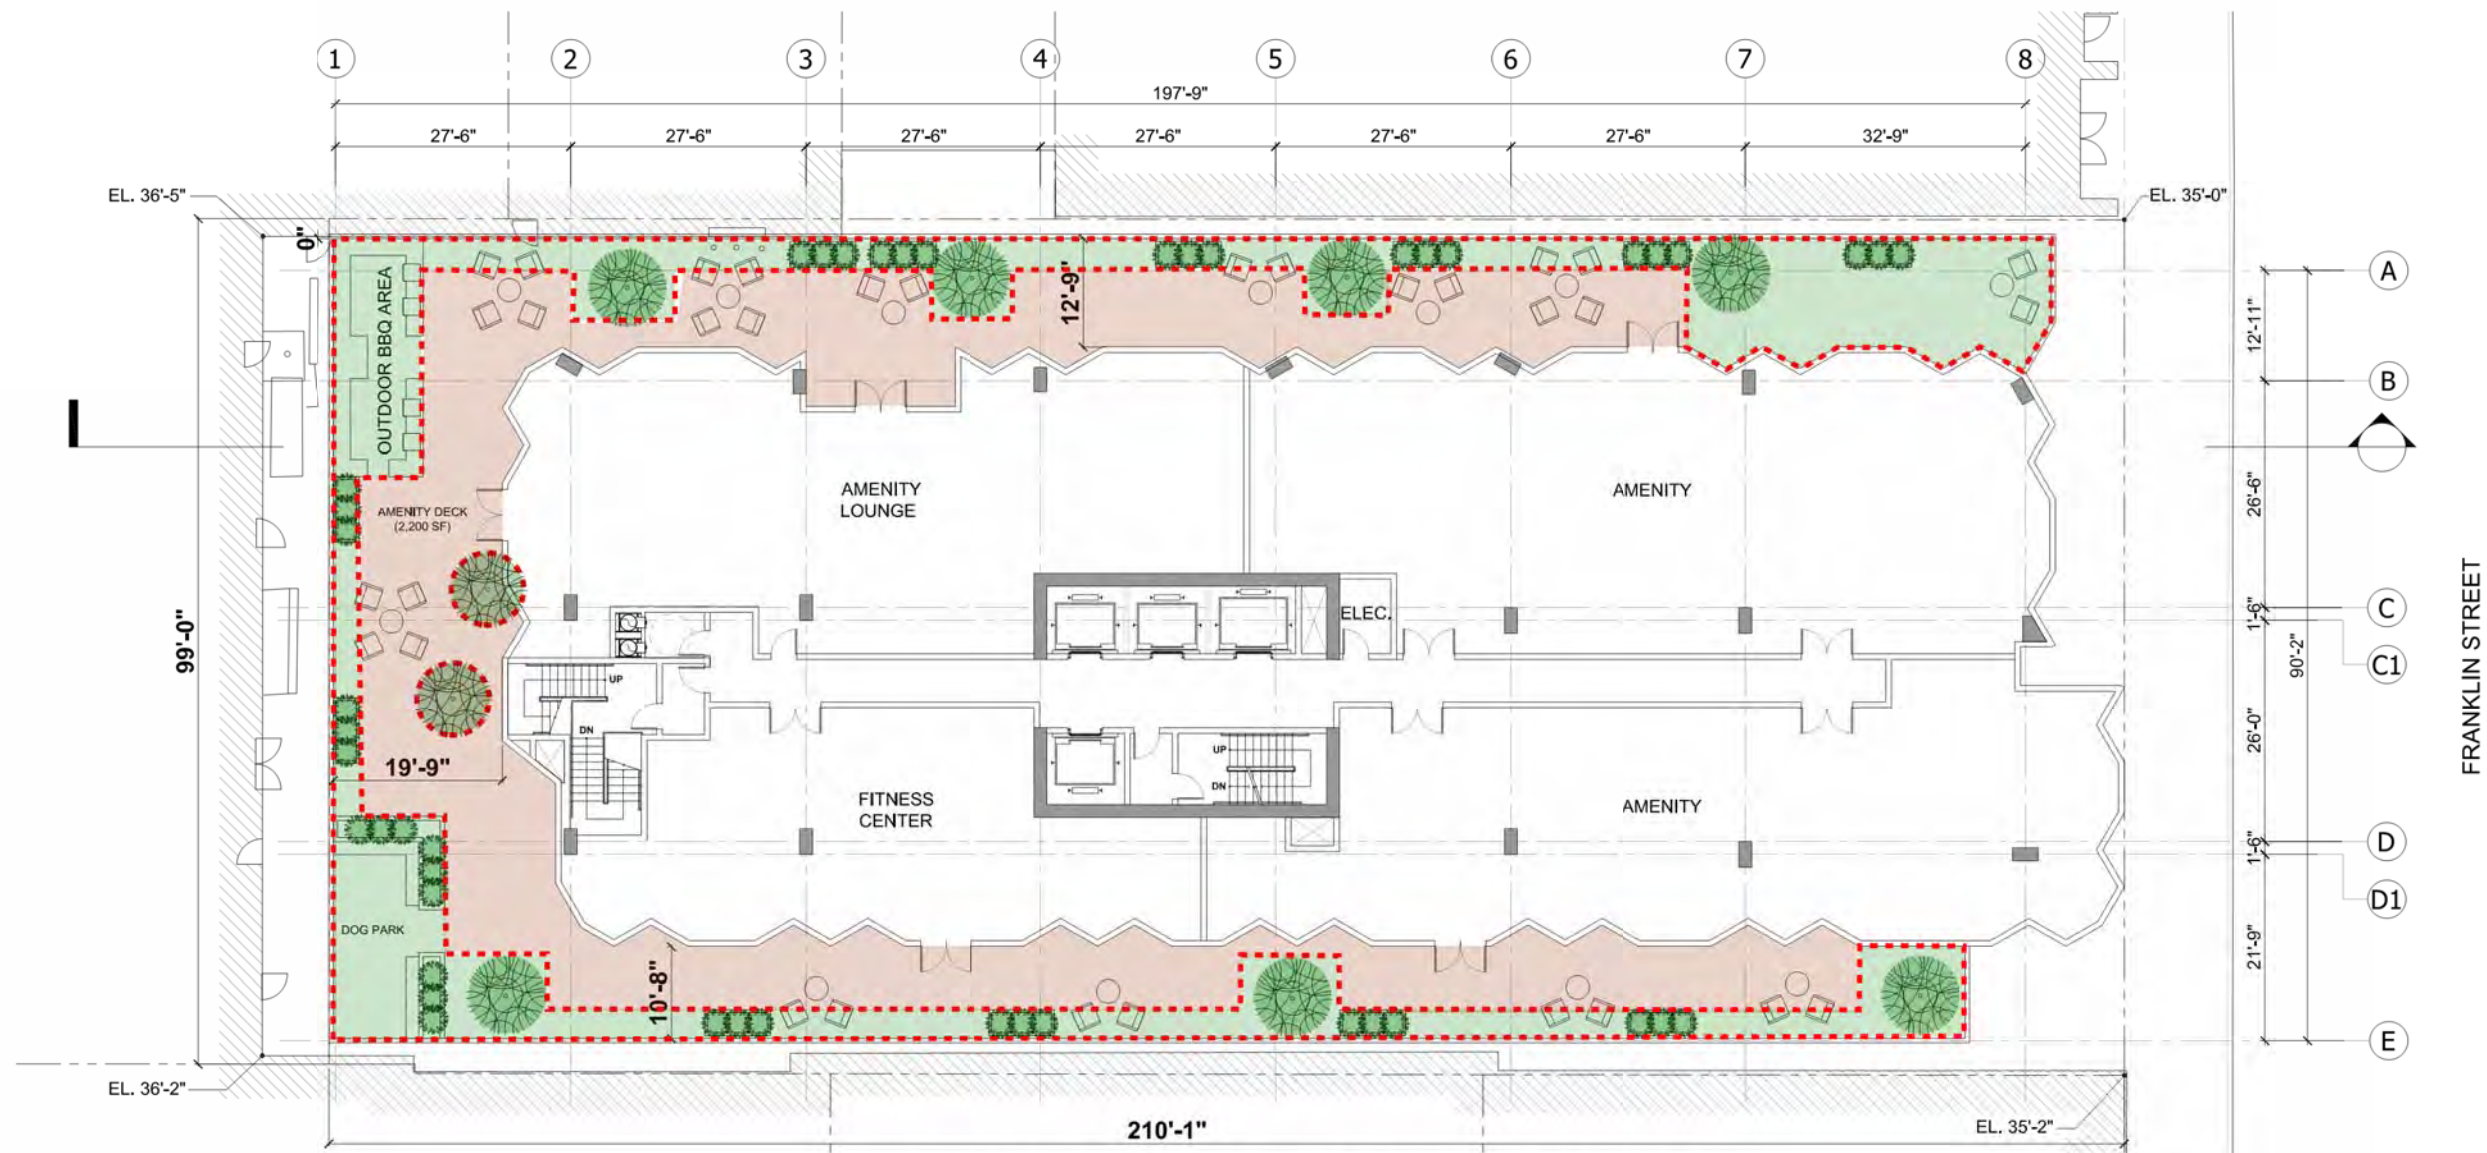 1 2 3 4 5 6 7 8
197'-9"
27'-6" 27'-6" 27'-6" 27'-6" 27'-6" 27'-6" 32'-9"
EL. 36'-5"
EL. 35'-0"
0"
A
12'-9"
12'-11"
OUTDOOR BBQ AREA
B
AMENITY
LOUNGE
AMENITY
26'-6"
AMENITY DECK
(2,200 SF)
C
1'-6"
ELEC.
99'-0"
C1
90'-2"
FRANKLIN STREET
UP
DN
UP
DN
26'-0"
19'-9"
FITNESS
CENTER
AMENITY
D
1'-6"
D1
DOG PARK
21'-9"
10'-8"
E
EL. 36'-2"
EL. 35'-2"
210'-1"